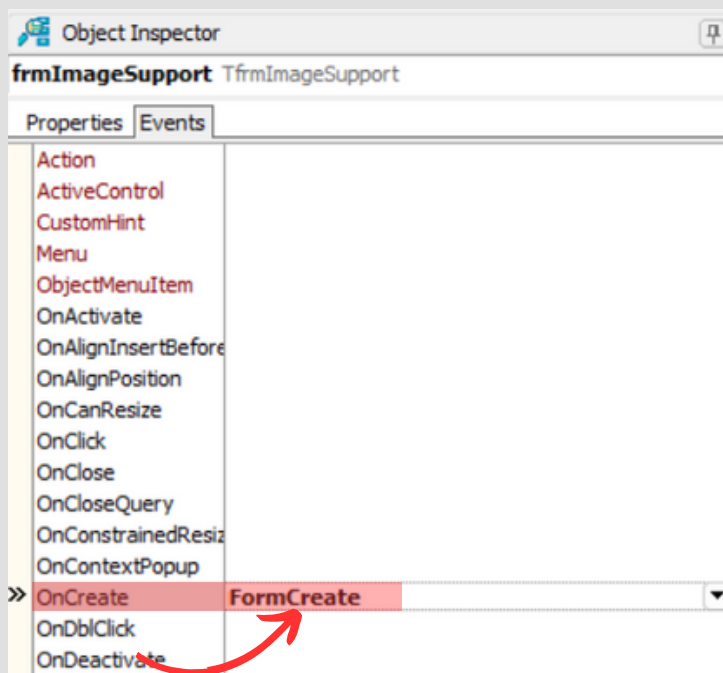 Object Inspector
frmImageSupport TfrmImageSupport
Properties Events
Action
ActiveControl
CustomHint
Menu
ObjectMenuItem
OnActivate
OnAlignInsertBefore
OnAlignPosition
OnCanResize
OnClick
OnClose
OnCloseQuery
OnConstrainedResiz
OnContextPopup
OnCreate FormCreate
OnDblClick
OnDeactivate